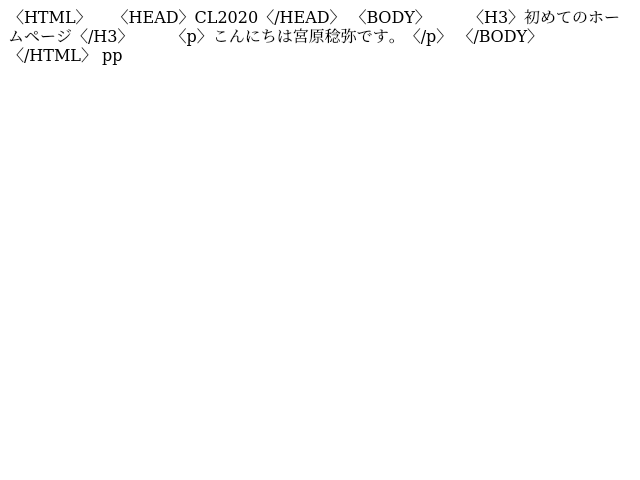 〈HTML〉　　〈HEAD〉CL2020〈/HEAD〉 〈BODY〉　　　〈H3〉初めてのホー
ムページ〈/H3〉　　　〈p〉こんにちは宮原稔弥です。〈/p〉 〈/BODY〉
〈/HTML〉 pp